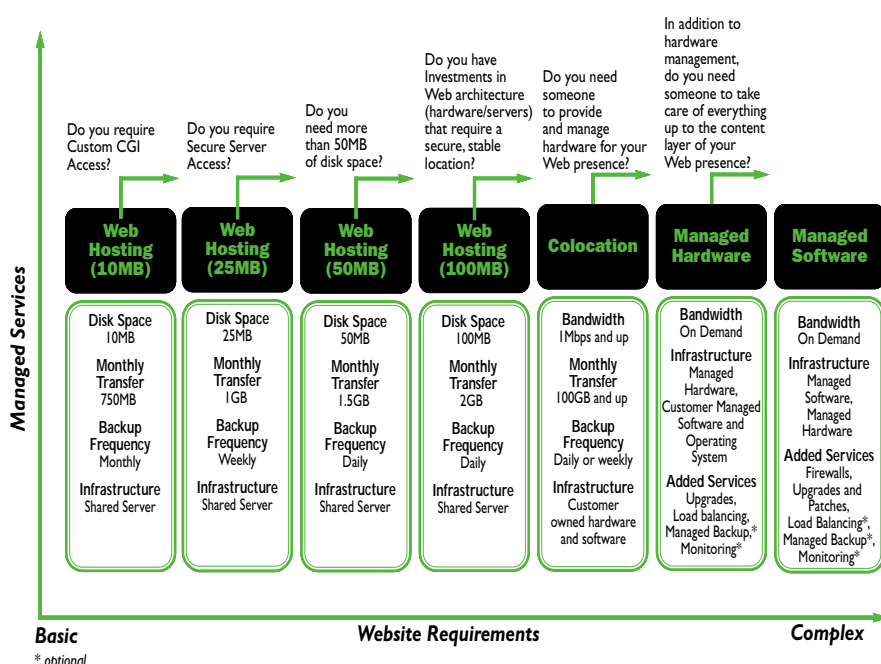 Do you require
Custom CGI
Access?
Do you require
Secure Server
Access?
Do you
need more
than 50MB
of disk space?
Do you have
Investments in
Web architecture
(hardware/servers)
that require a
secure, stable
location?
Do you need
someone
to provide
and manage
hardware for your
Web presence?
In addition to
hardware
management,
do you need
someone to take
care of everything
up to the content
layer of your
Web presence?
Managed Services
Web
Hosting
(10MB)
Web
Hosting
(25MB)
Web
Hosting
(50MB)
Web
Hosting
(100MB)
Colocation
Managed
Hardware
Managed
Software
Disk Space
10MB
Monthly
Transfer
750MB
Backup
Frequency
Monthly
Infrastructure
Shared Server
Disk Space
25MB
Monthly
Transfer
1GB
Backup
Frequency
Weekly
Infrastructure
Shared Server
Disk Space
50MB
Monthly
Transfer
1.5GB
Backup
Frequency
Daily
Infrastructure
Shared Server
Disk Space
100MB
Monthly
Transfer
2GB
Backup
Frequency
Daily
Infrastructure
Shared Server
Bandwidth
1Mbps and up
Monthly
Transfer
100GB and up
Backup
Frequency
Daily or weekly
Infrastructure
Customer
owned hardware
and software
Bandwidth
On Demand
Infrastructure
Managed
Hardware,
Customer Managed
Software and
Operating
System
Added Services
Upgrades,
Load balancing,
Managed Backup,*
Monitoring*
Bandwidth
On Demand
Infrastructure
Managed
Software,
Managed
Hardware
Added Services
Firewalls,
Upgrades and
Patches,
Load Balancing*,
Managed Backup*,
Monitoring*
Basic
Website Requirements
Complex
* optional